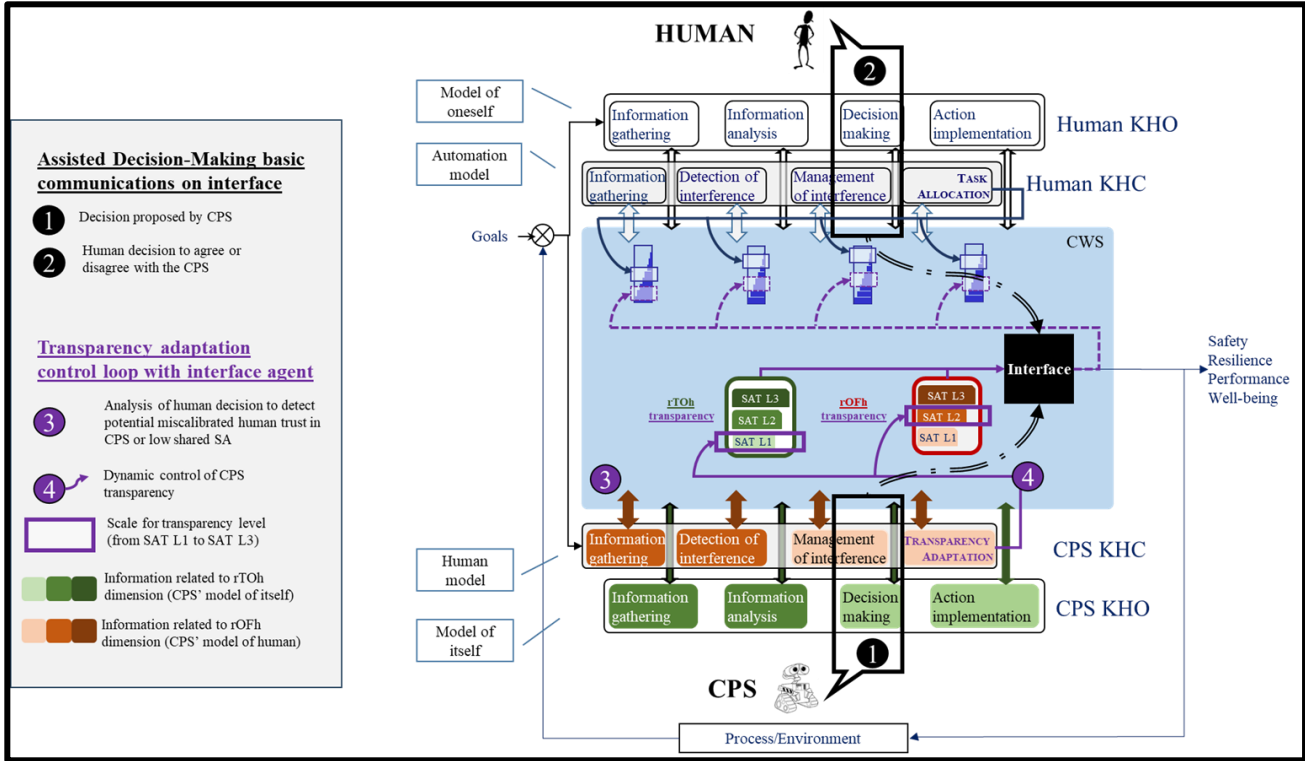 HUMAN
2
Model of
oneself
Information
gathering
Information
analysis
Decision
making
Action
implementation
Human KHO
Automation
model
Information
gathering
Detection of
interference
Management
of interference
TASK
ALLOCATION
Human KHC
Assisted Decision-Making basic
communications on interface
1
Decision proposed by CPS
2
Human decision to agree or
disagree with the CPS
Transparency adaptation
control loop with interface agent
3
Analysis of human decision to detect
potential miscalibrated human trust in
CPS or low shared SA
4
Dynamic control of CPS
transparency
Scale for transparency level
(from SAT L1 to SAT L3)
Information related to rTOh
dimension (CPS' model of itself)
Information related to rOFh
dimension (CPS' model of human)
Goals
CWS
Interface
Safety
Resilience
Performance
Well-being
rTOh
transparency
SAT L3
SAT L2
SAT L1
rOFh
transparency
SAT L3
SAT L2
SAT L1
3
4
Human
model
Information
gathering
Detection of
interference
Management
of interference
TRANSPARENCY
ADAPTATION
CPS KHC
Model of
itself
Information
gathering
Information
analysis
Decision
making
Action
implementation
CPS KHO
1
CPS
Process/Environment